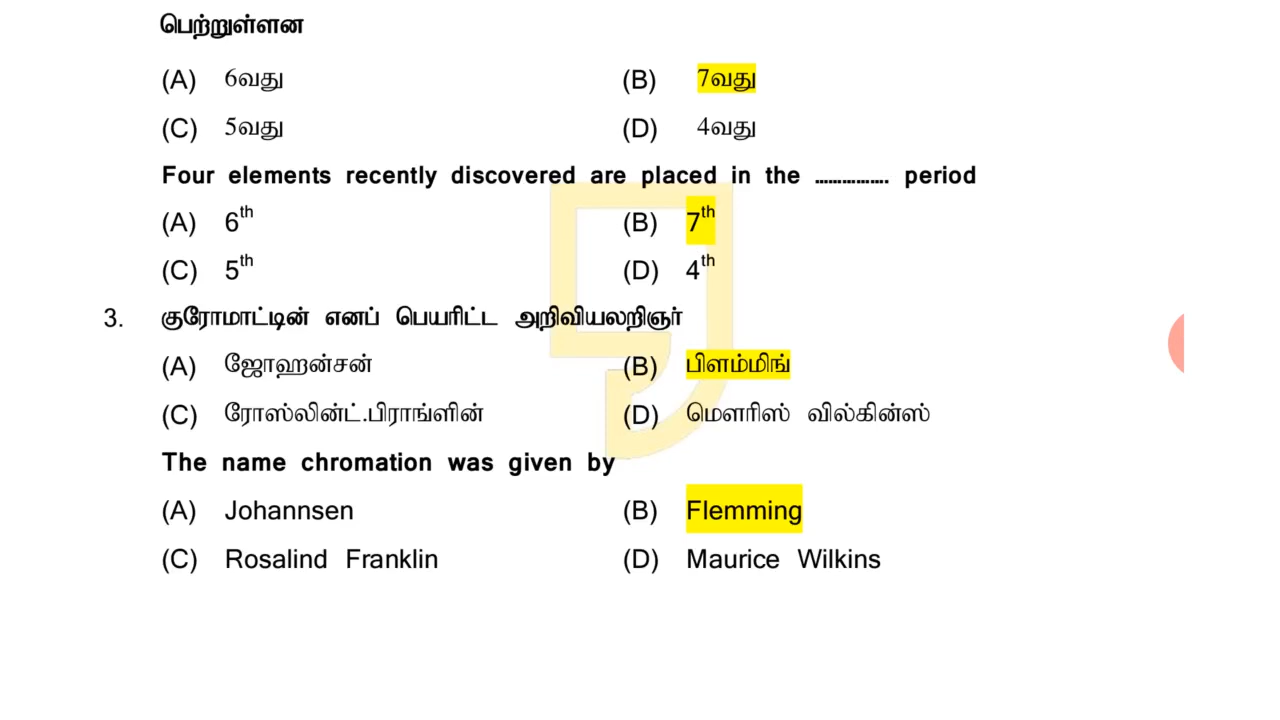 பெற்றுள்ளன
(A) 6வது (B) 7வது
(C) 5வது (D) 4வது
Four elements recently discovered are placed in the ................ period
(A) 6th (B) 7th
(C) 5th (D) 4th
3. குரோமாட்டின் எனப் பெயரிட்ட அறிவியலறிஞர்
(A) ஜோஹன்சன் (B) பிளம்மிங்
(C) ரோஸ்லின்ட்.பிராங்ளின் (D) மௌரிஸ் வில்கின்ஸ்
The name chromation was given by
(A) Johannsen (B) Flemming
(C) Rosalind Franklin (D) Maurice Wilkins